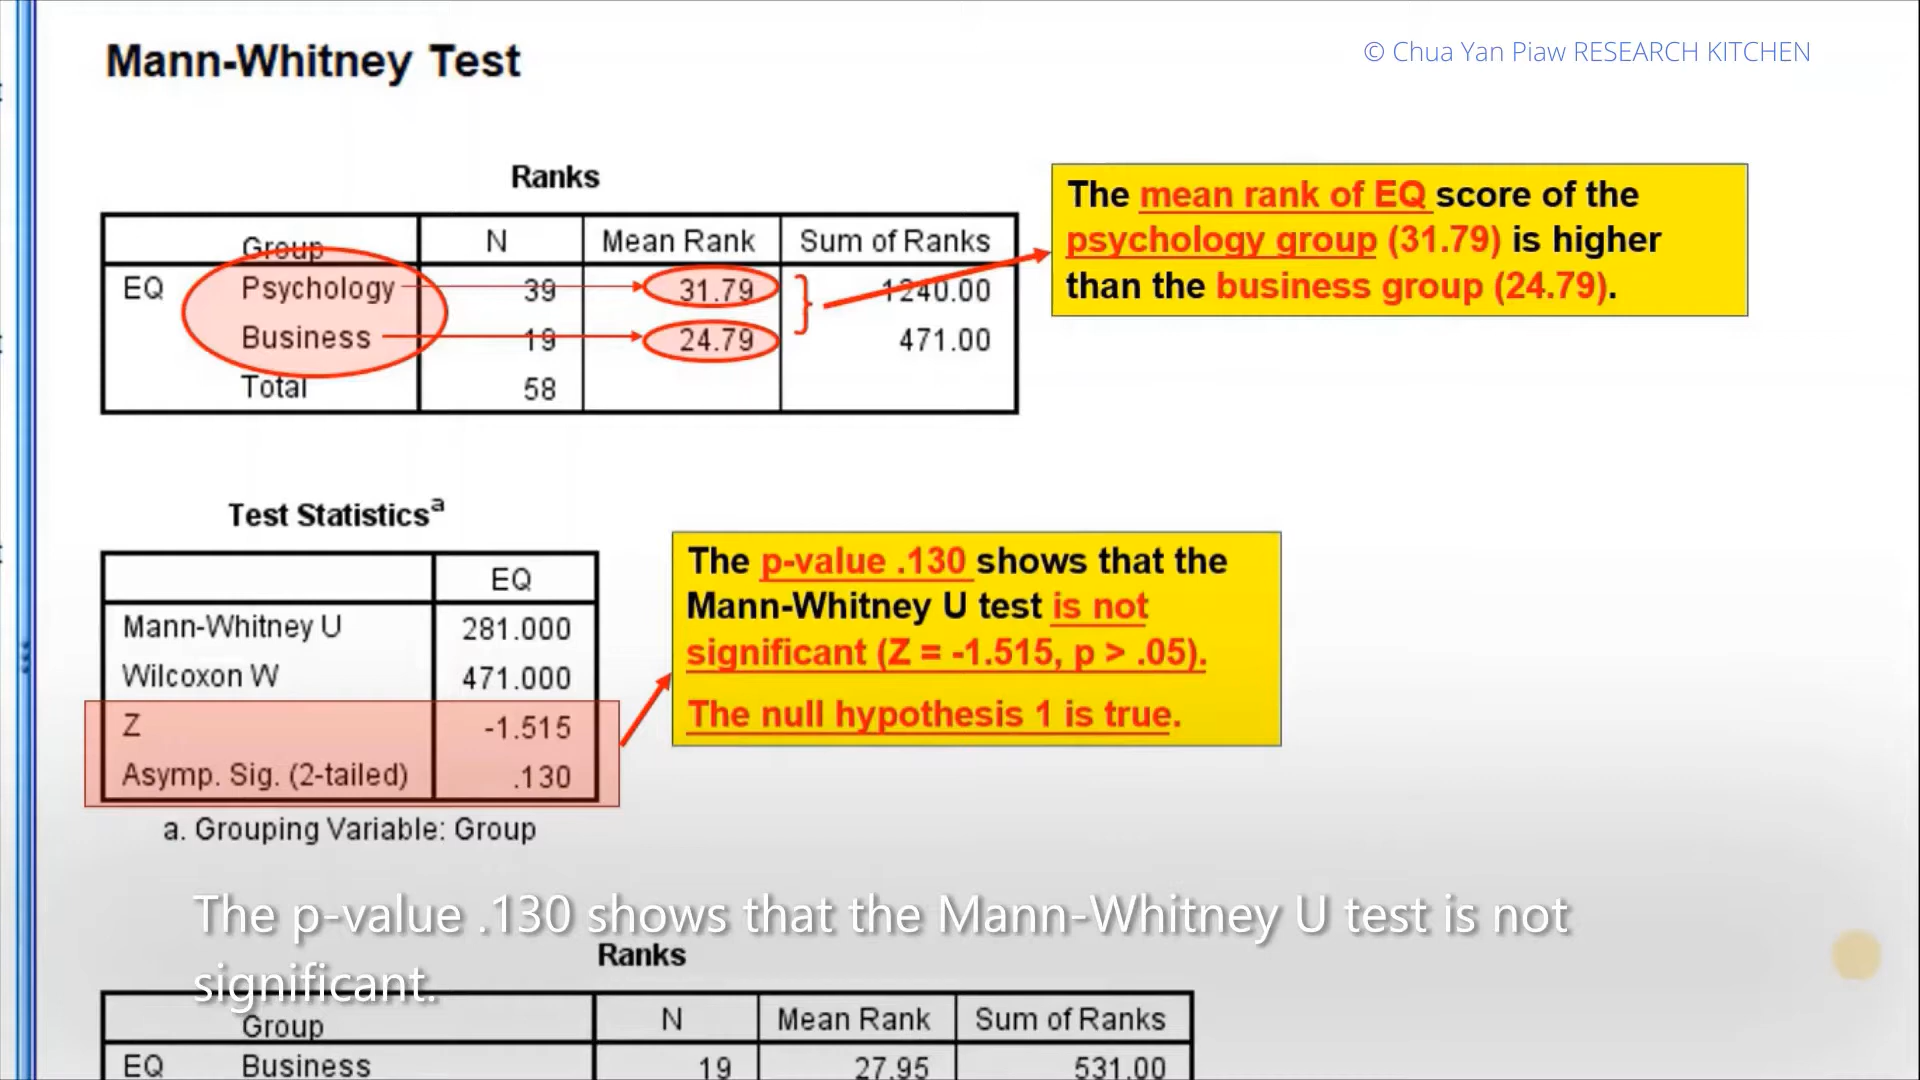 Mann-Whitney Test
© Chua Yan Piaw RESEARCH KITCHEN
Ranks
Group N Mean Rank Sum of Ranks
EQ Psychology 39 31.79 1240.00
Business 19 24.79 471.00
Total 58
The mean rank of EQ score of the
psychology group (31.79) is higher
than the business group (24.79).
Test Statisticsa
EQ
Mann-Whitney U 281.000
Wilcoxon W 471.000
Z -1.515
Asymp. Sig. (2-tailed) .130
a. Grouping Variable: Group
The p-value .130 shows that the
Mann-Whitney U test is not
significant (Z = -1.515, p > .05).
The null hypothesis 1 is true.
The p-value .130 shows that the Mann-Whitney U test is not
significant.
Ranks
Group N Mean Rank Sum of Ranks
EQ Business 19 27.95 531.00